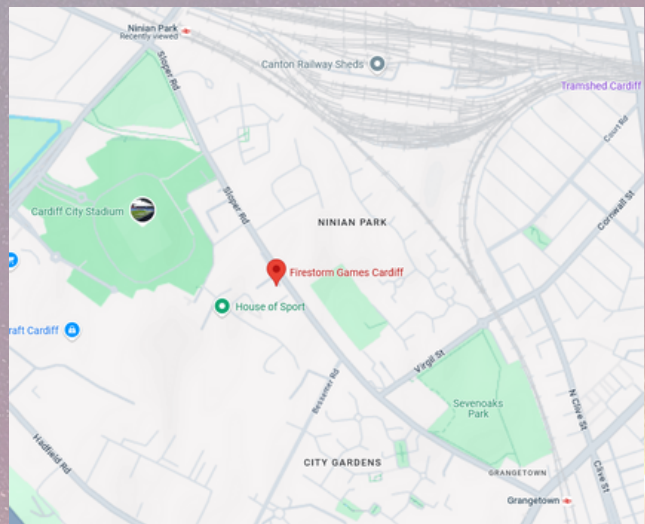 Ninian Park
Recently viewed
Sloper Rd
Canton Railway Sheds
Tramshed Cardiff
Court Rd
Cornwall St
Sloper Rd
Cardiff City Stadium
NINIAN PARK
Firestorm Games Cardiff
House of Sport
raft Cardiff
Virgil St
Bessemer Rd
Sevenoaks
Park
N Clive St
Hadfield Rd
CITY GARDENS
GRANGETOWN
Clive St
Grangetown